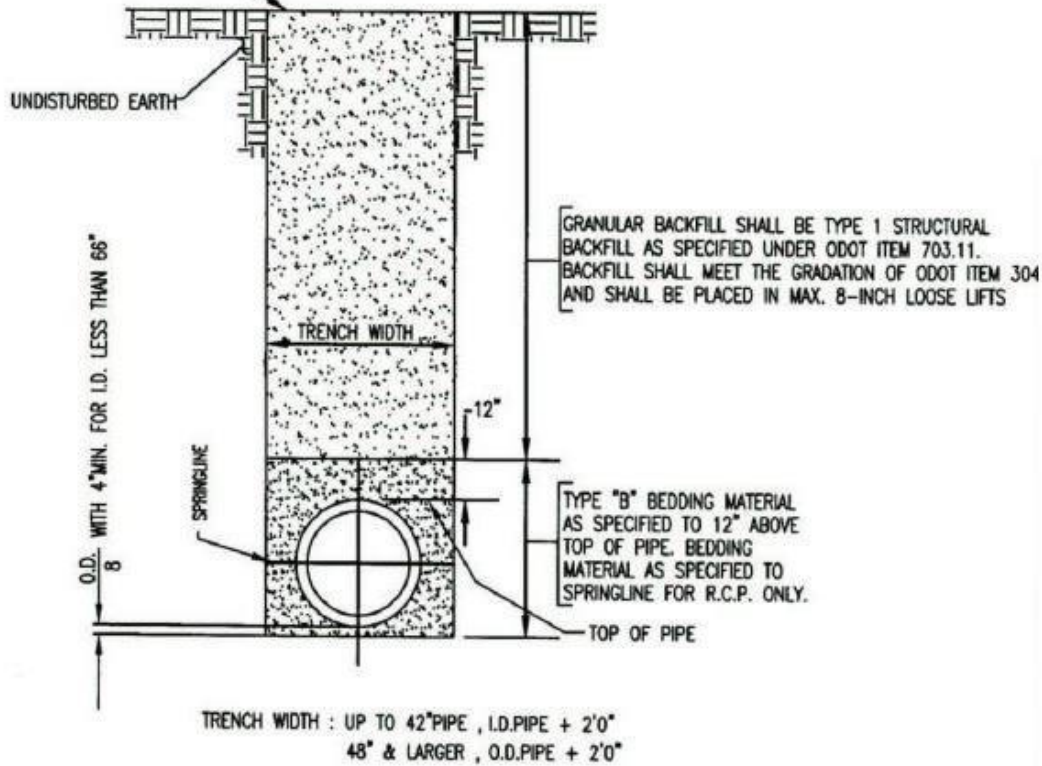 UNDISTURBED EARTH
GRANULAR BACKFILL SHALL BE TYPE 1 STRUCTURAL
BACKFILL AS SPECIFIED UNDER ODOT ITEM 703.11.
BACKFILL SHALL MEET THE GRADATION OF ODOT ITEM 304
AND SHALL BE PLACED IN MAX. 8-INCH LOOSE LIFTS
TRENCH WIDTH
12"
O.D.
8
WITH 4"MIN. FOR I.D. LESS THAN 66"
SPRINGLINE
TYPE "B" BEDDING MATERIAL
AS SPECIFIED TO 12" ABOVE
TOP OF PIPE. BEDDING
MATERIAL AS SPECIFIED TO
SPRINGLINE FOR R.C.P. ONLY.
TOP OF PIPE
TRENCH WIDTH : UP TO 42"PIPE , I.D.PIPE + 2'0"
48" & LARGER , O.D.PIPE + 2'0"